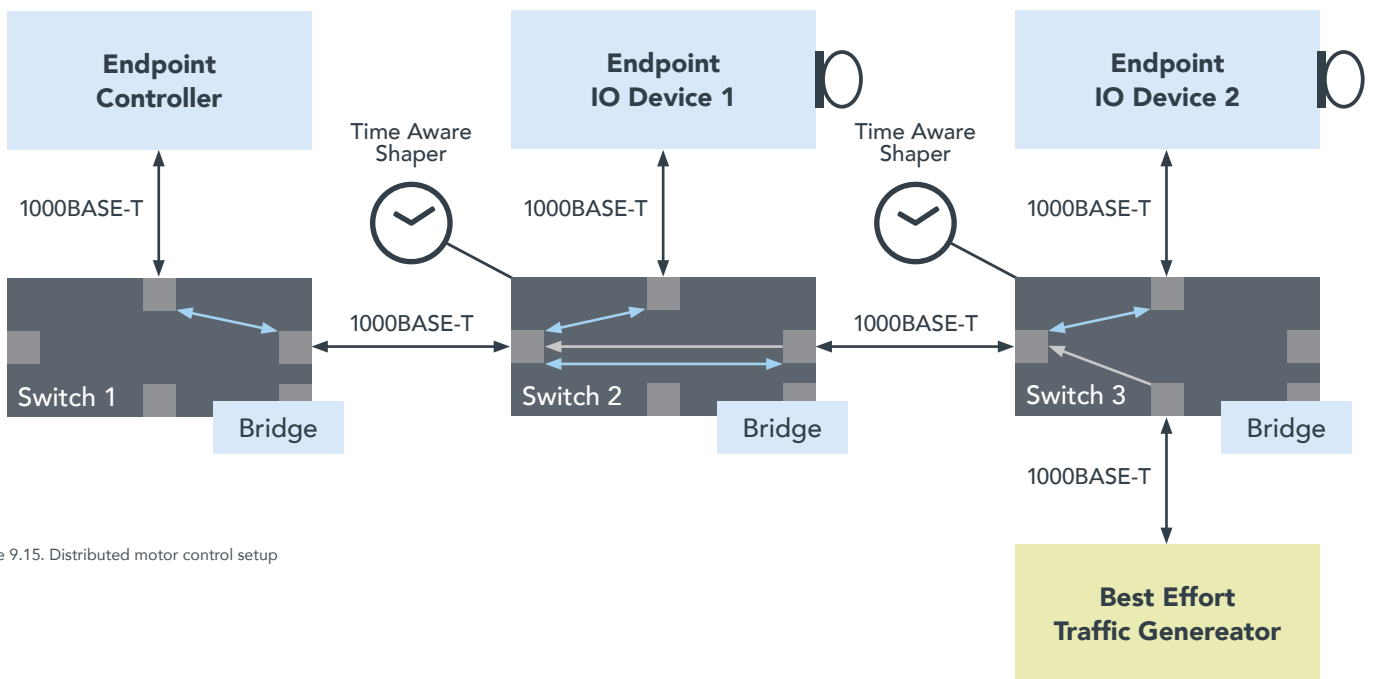 Endpoint
Controller
Endpoint
IO Device 1
Endpoint
IO Device 2
Time Aware
Shaper
Time Aware
Shaper
1000BASE-T
1000BASE-T
1000BASE-T
1000BASE-T
1000BASE-T
Switch 1
Switch 2
Switch 3
Bridge
Bridge
Bridge
1000BASE-T
9.15. Distributed motor control setup
Best Effort
Traffic Genereator